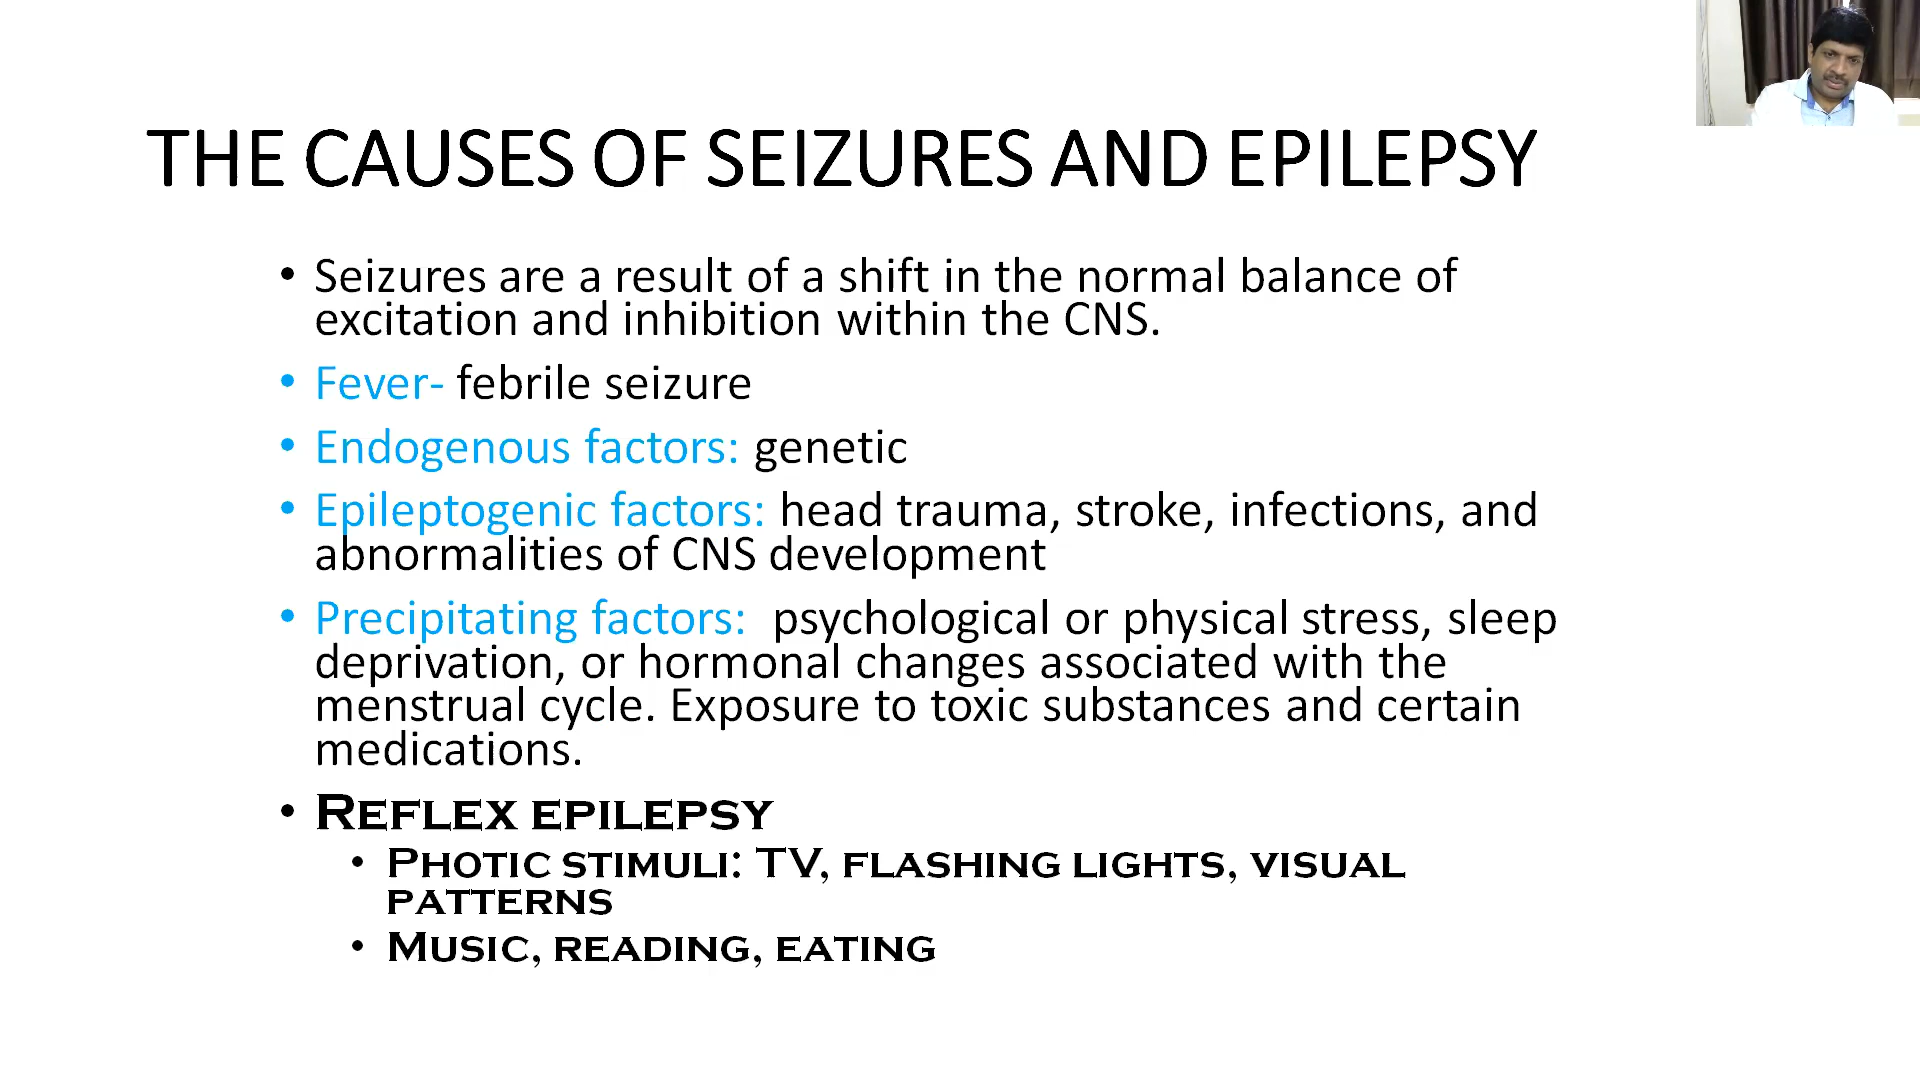 THE CAUSES OF SEIZURES AND EPILEPSY
• Seizures are a result of a shift in the normal balance of
excitation and inhibition within the CNS.
• Fever- febrile seizure
• Endogenous factors: genetic
• Epileptogenic factors: head trauma, stroke, infections, and
abnormalities of CNS development
• Precipitating factors:  psychological or physical stress, sleep
deprivation, or hormonal changes associated with the
menstrual cycle. Exposure to toxic substances and certain
medications.
• REFLEX EPILEPSY
• PHOTIC STIMULI: TV, FLASHING LIGHTS, VISUAL
PATTERNS
• MUSIC, READING, EATING